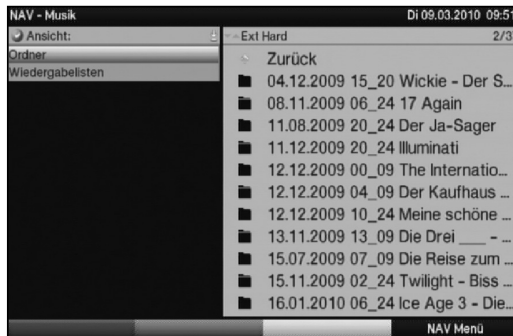 NAV - Musik
Di 09.03.2010 09:51
Ansicht:
Ordner
Wiedergabelisten
Ext Hard
2/3
Zurück
04.12.2009 15_20 Wickie - Der S...
08.11.2009 06_24 17 Again
11.08.2009 20_24 Der Ja-Sager
11.12.2009 20_24 Illuminati
12.12.2009 00_09 The Internatio...
12.12.2009 04_09 Der Kaufhaus ...
12.12.2009 10_24 Meine schöne ...
13.11.2009 13_09 Die Drei ___ - ...
15.07.2009 07_09 Die Reise zum ...
15.11.2009 02_24 Twilight - Biss ...
16.01.2010 06_24 Ice Age 3 - Die...
NAV Menü